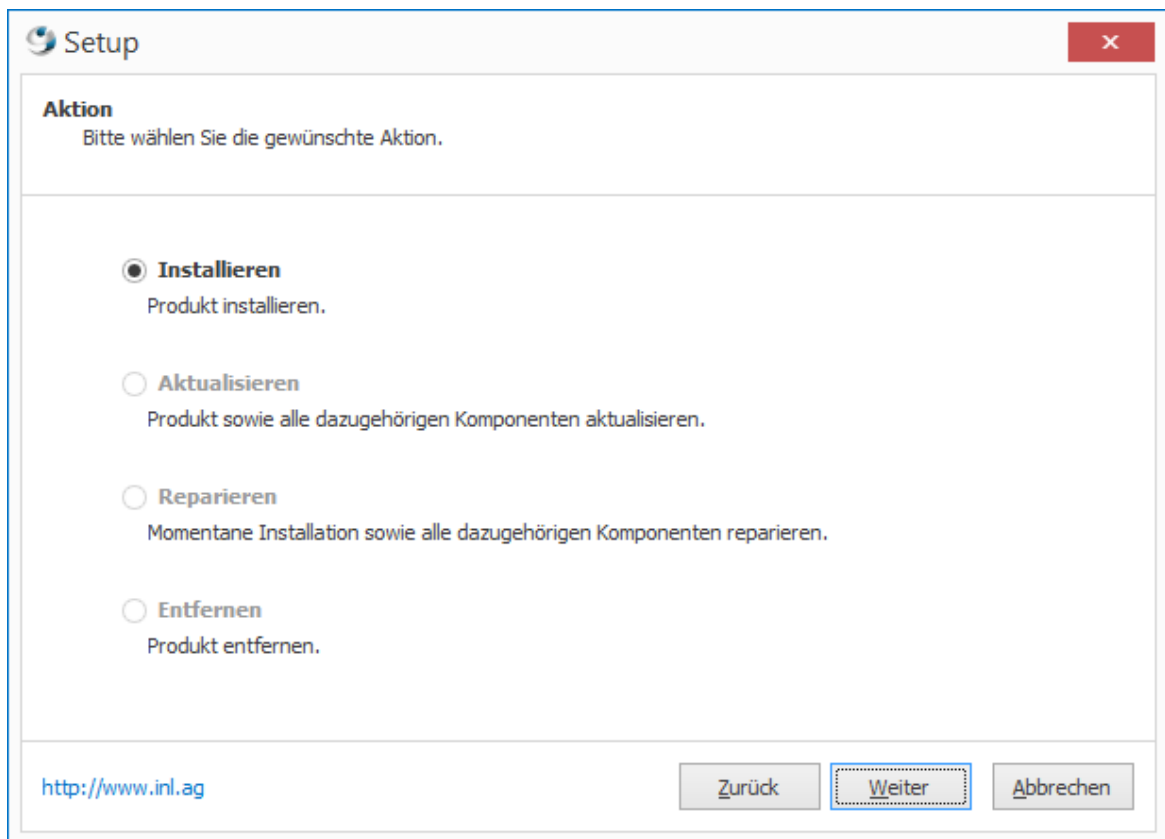 Setup
Aktion
Bitte wählen Sie die gewünschte Aktion.
Installieren
Produkt installieren.
Aktualisieren
Produkt sowie alle dazugehörigen Komponenten aktualisieren.
Reparieren
Momentane Installation sowie alle dazugehörigen Komponenten reparieren.
Entfernen
Produkt entfernen.
http://www.inl.ag Zurück Weiter Abbrechen